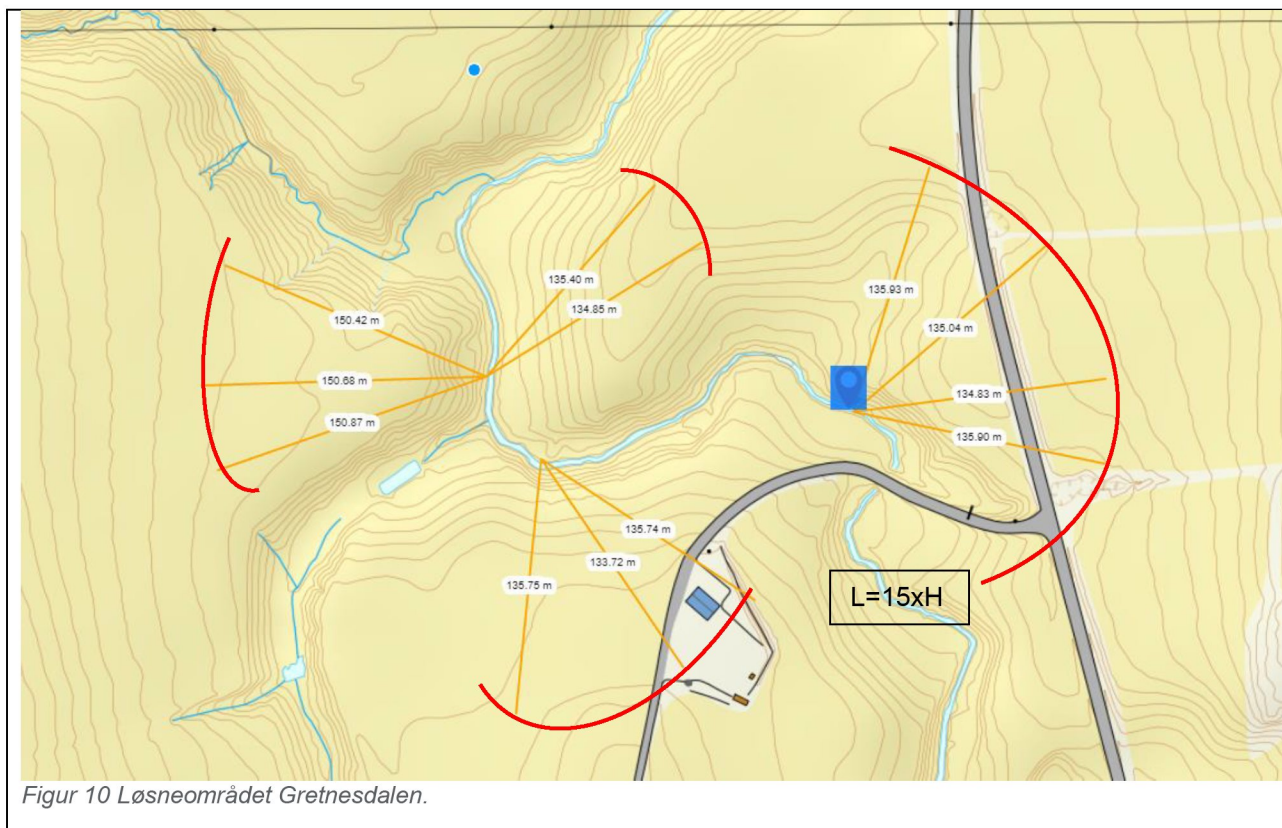 135.40 m
134.85 m
135.93 m
150.42 m
135.04 m
150.68 m
134.83 m
150.87 m
135.90 m
135.74 m
133.72 m
135.75 m
L=15xH
Figur 10 Løsneområdet Gretnesdalen.